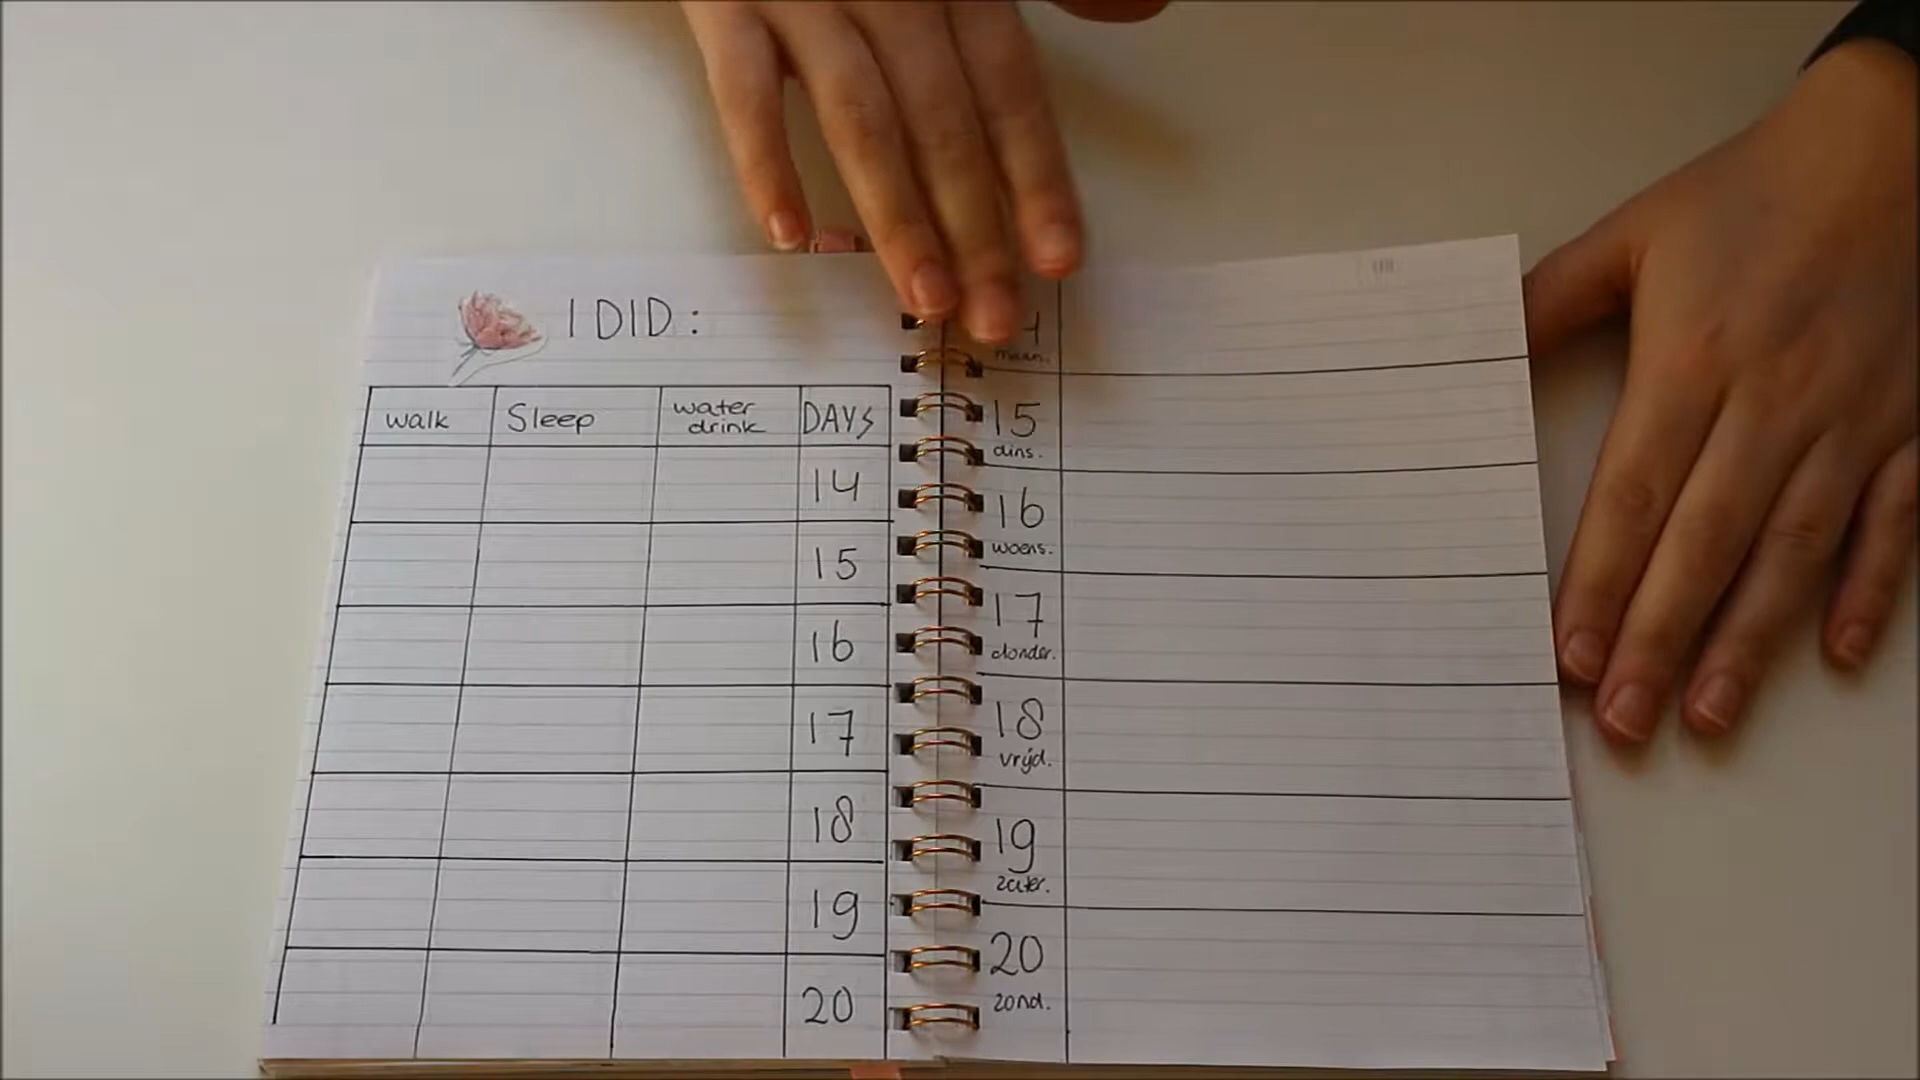 I DID:
walk Sleep water drink DAYS
14
15
16
17
18
19
20
maan.
15
dins.
16
woens.
17
donder.
18
vrijd.
19
zater.
20
zond.